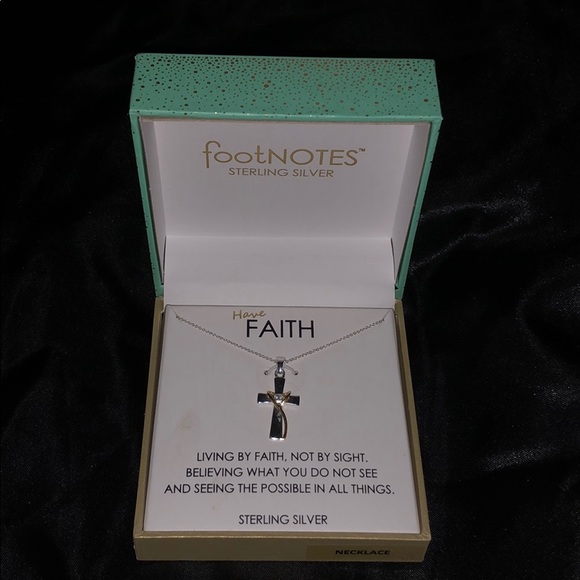 footNOTES™
STERLING SILVER
Have
FAITH
LIVING BY FAITH, NOT BY SIGHT.
BELIEVING WHAT YOU DO NOT SEE
AND SEEING THE POSSIBLE IN ALL THINGS.
STERLING SILVER
NECKLACE